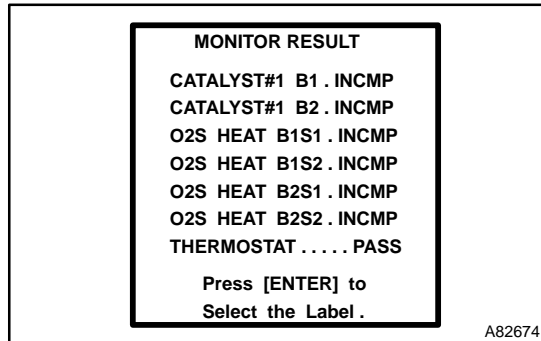 MONITOR RESULT
CATALYST#1 B1 . INCMP
CATALYST#1 B2 . INCMP
O2S HEAT B1S1 . INCMP
O2S HEAT B1S2 . INCMP
O2S HEAT B2S1 . INCMP
O2S HEAT B2S2 . INCMP
THERMOSTAT . . . . . PASS
Press [ENTER] to
Select the Label .
A82674